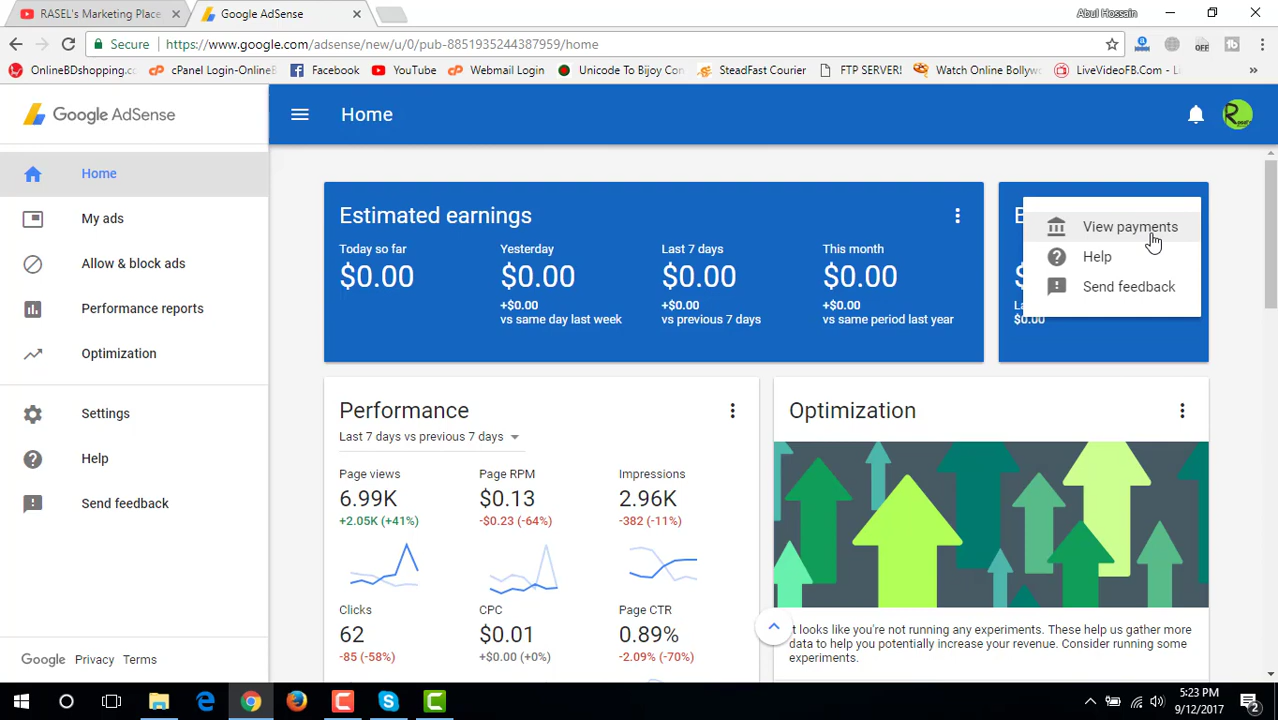 RASEL's Marketing Place
Google AdSense
Abul Hossain
Secure
https://www.google.com/adsense/new/u/0/pub-8851935244387959/home
OnlineBDshopping.cc
cPanel Login-OnlineB
Facebook
YouTube
Webmail Login
Unicode To Bijoy Con
SteadFast Courier
FTP SERVER!
Watch Online Bollyw
LiveVideoFB.Com - Li
OFF
Google AdSense
Home
Home
My ads
Allow & block ads
Performance reports
Optimization
Settings
Help
Send feedback
Google Privacy Terms
Estimated earnings
Today so far
$0.00
Yesterday
$0.00
+$0.00
vs same day last week
Last 7 days
$0.00
+$0.00
vs previous 7 days
This month
$0.00
+$0.00
vs same period last year
View payments
Help
Send feedback
$0.00
Performance
Last 7 days vs previous 7 days
Page views
6.99K
+2.05K (+41%)
Page RPM
$0.13
-$0.23 (-64%)
Impressions
2.96K
-382 (-11%)
Clicks
62
-85 (-58%)
CPC
$0.01
+$0.00 (+0%)
Page CTR
0.89%
-2.09% (-70%)
Optimization
It looks like you're not running any experiments. These help us gather more
data to help you potentially increase your revenue. Consider running some
experiments.
5:23 PM
9/12/2017
2